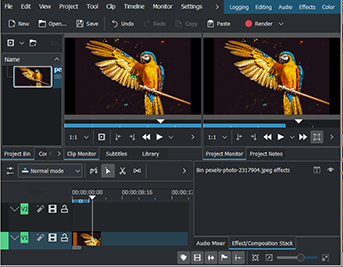 File Edit View Project Tool Clip Timeline Monitor Settings Logging Editing Audio Effects Color
New Open... Save Undo Redo Copy Paste Render
Name
pe
1:1 1:1
Project Bin Clip Monitor Subtitles Library Project Monitor Project Notes
Normal mode Bin pexels-photo-2317904.jpeg effects
00:00:00:00 00:00:08:16 00:00:1
V2
V1
Audio Mixer Effect/Composition Stack